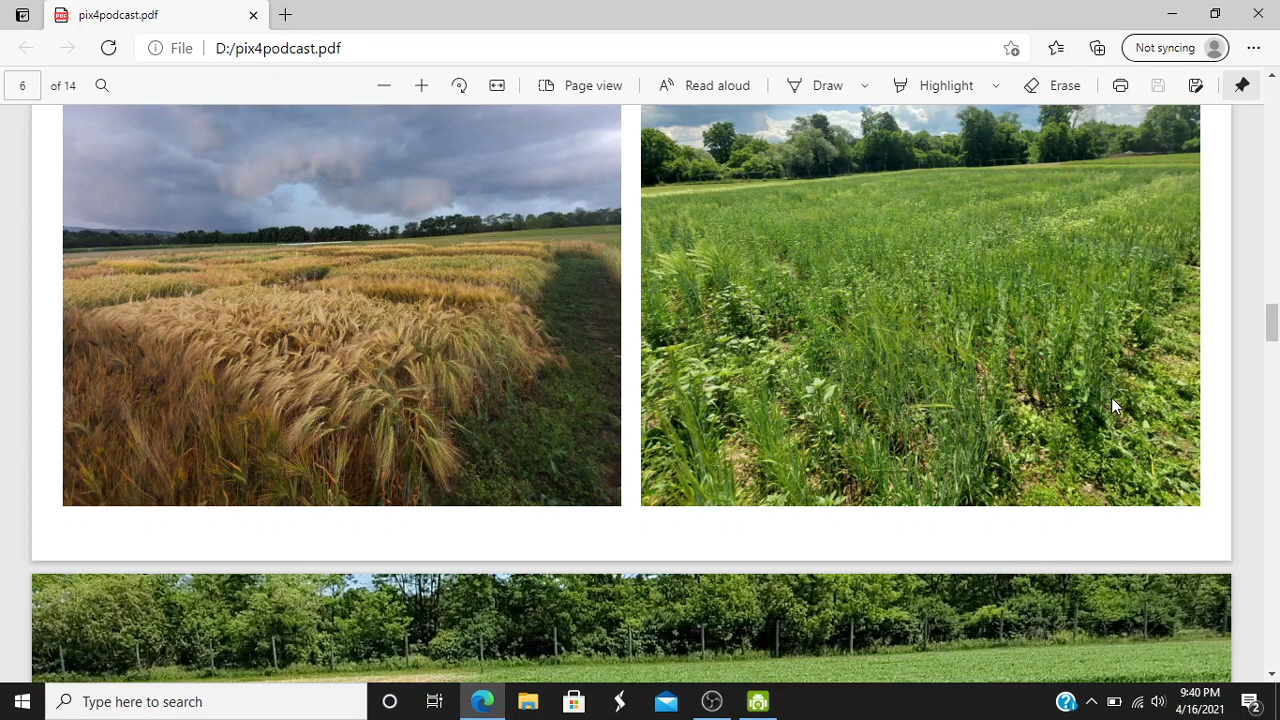 pix4podcast.pdf
File D:/pix4podcast.pdf Not syncing
6 of 14 Page view Read aloud Draw Highlight Erase
Type here to search
9:40 PM
4/16/2021
2